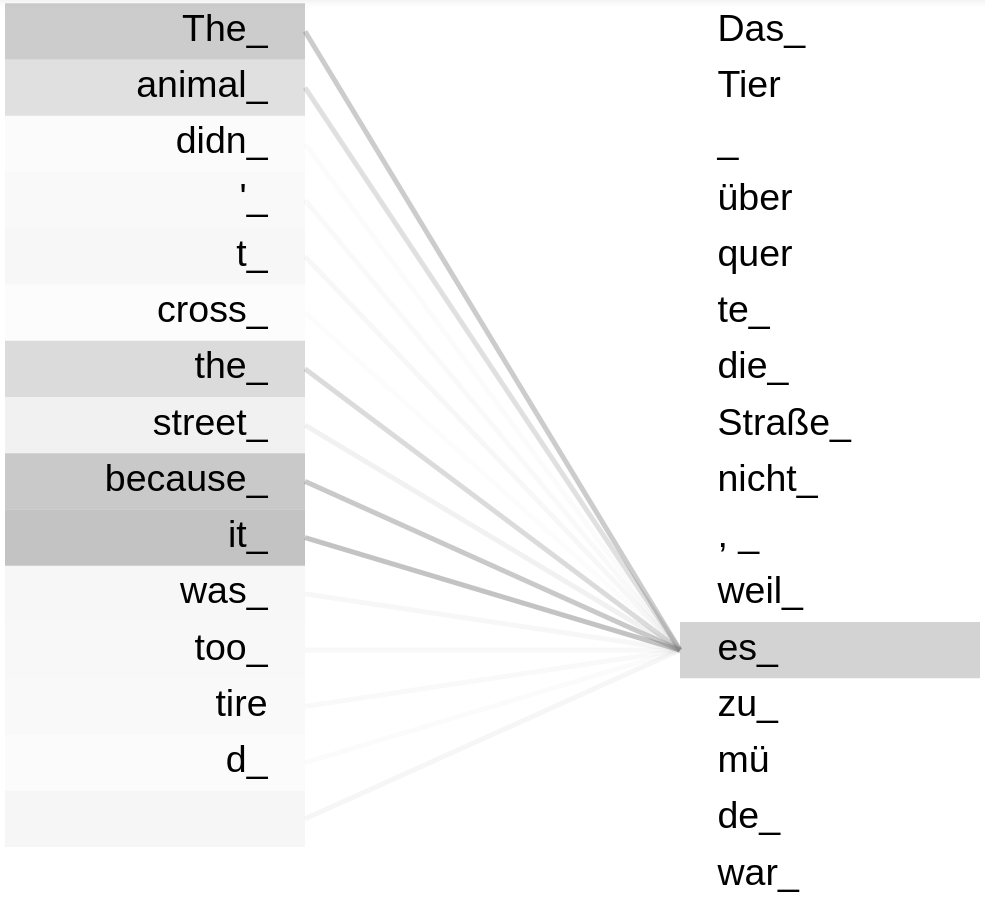 The_
animal_
didn_
'_
t_
cross_
the_
street_
because_
it_
was_
too_
tire
d_
Das_
Tier
_
über
quer
te_
die_
Straße_
nicht_
, _
weil_
es_
zu_
mü
de_
war_